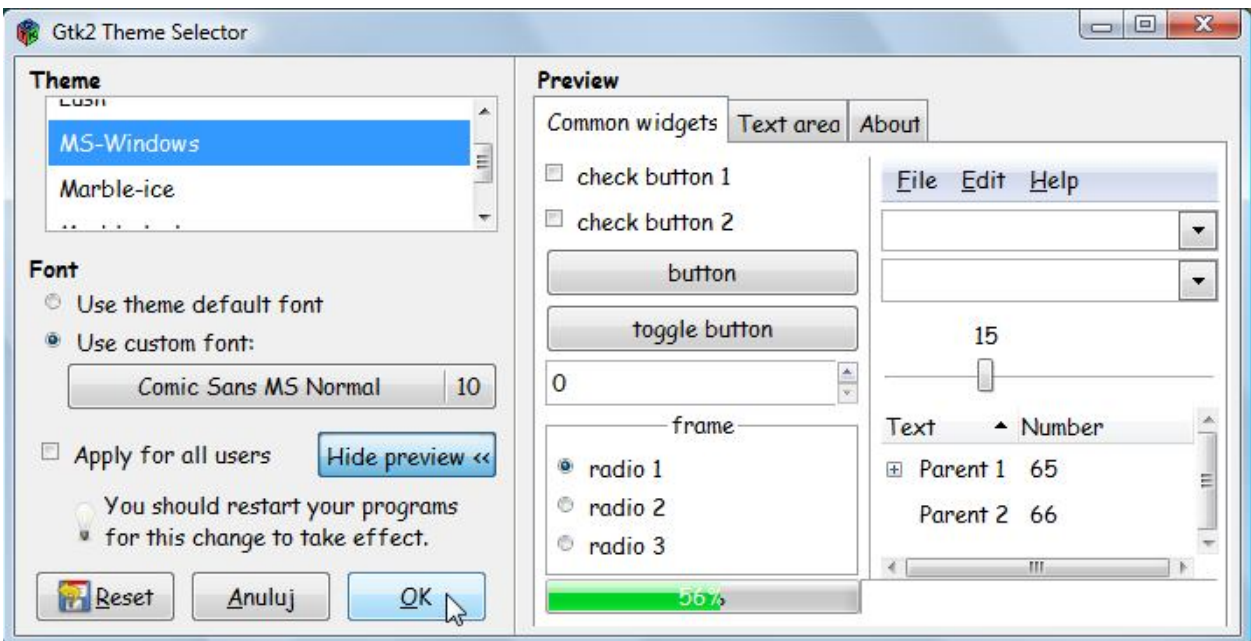 Gtk2 Theme Selector
Theme
MS-Windows
Marble-ice
Font
Use theme default font
Use custom font:
Comic Sans MS Normal 10
Apply for all users
Hide preview <<
You should restart your programs
for this change to take effect.
Reset Anuluj OK
Preview
Common widgets Text area About
check button 1
check button 2
button
toggle button
0
frame
radio 1
radio 2
radio 3
56%
File Edit Help
15
Text Number
Parent 1 65
Parent 2 66